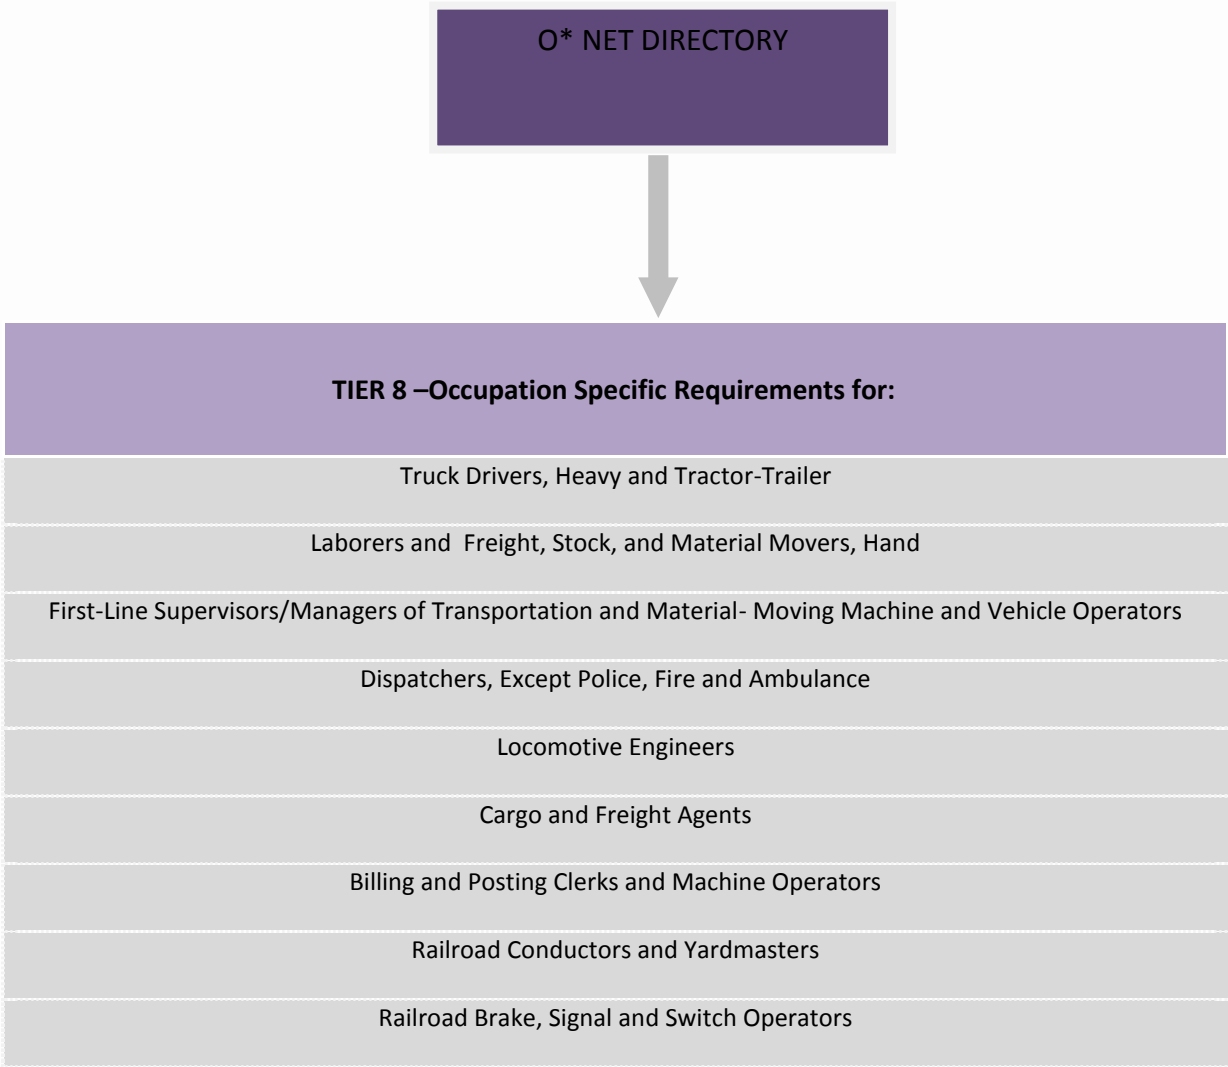 O* NET DIRECTORY
TIER 8 –Occupation Specific Requirements for:
Truck Drivers, Heavy and Tractor-Trailer
Laborers and  Freight, Stock, and Material Movers, Hand
First-Line Supervisors/Managers of Transportation and Material- Moving Machine and Vehicle Operators
Dispatchers, Except Police, Fire and Ambulance
Locomotive Engineers
Cargo and Freight Agents
Billing and Posting Clerks and Machine Operators
Railroad Conductors and Yardmasters
Railroad Brake, Signal and Switch Operators